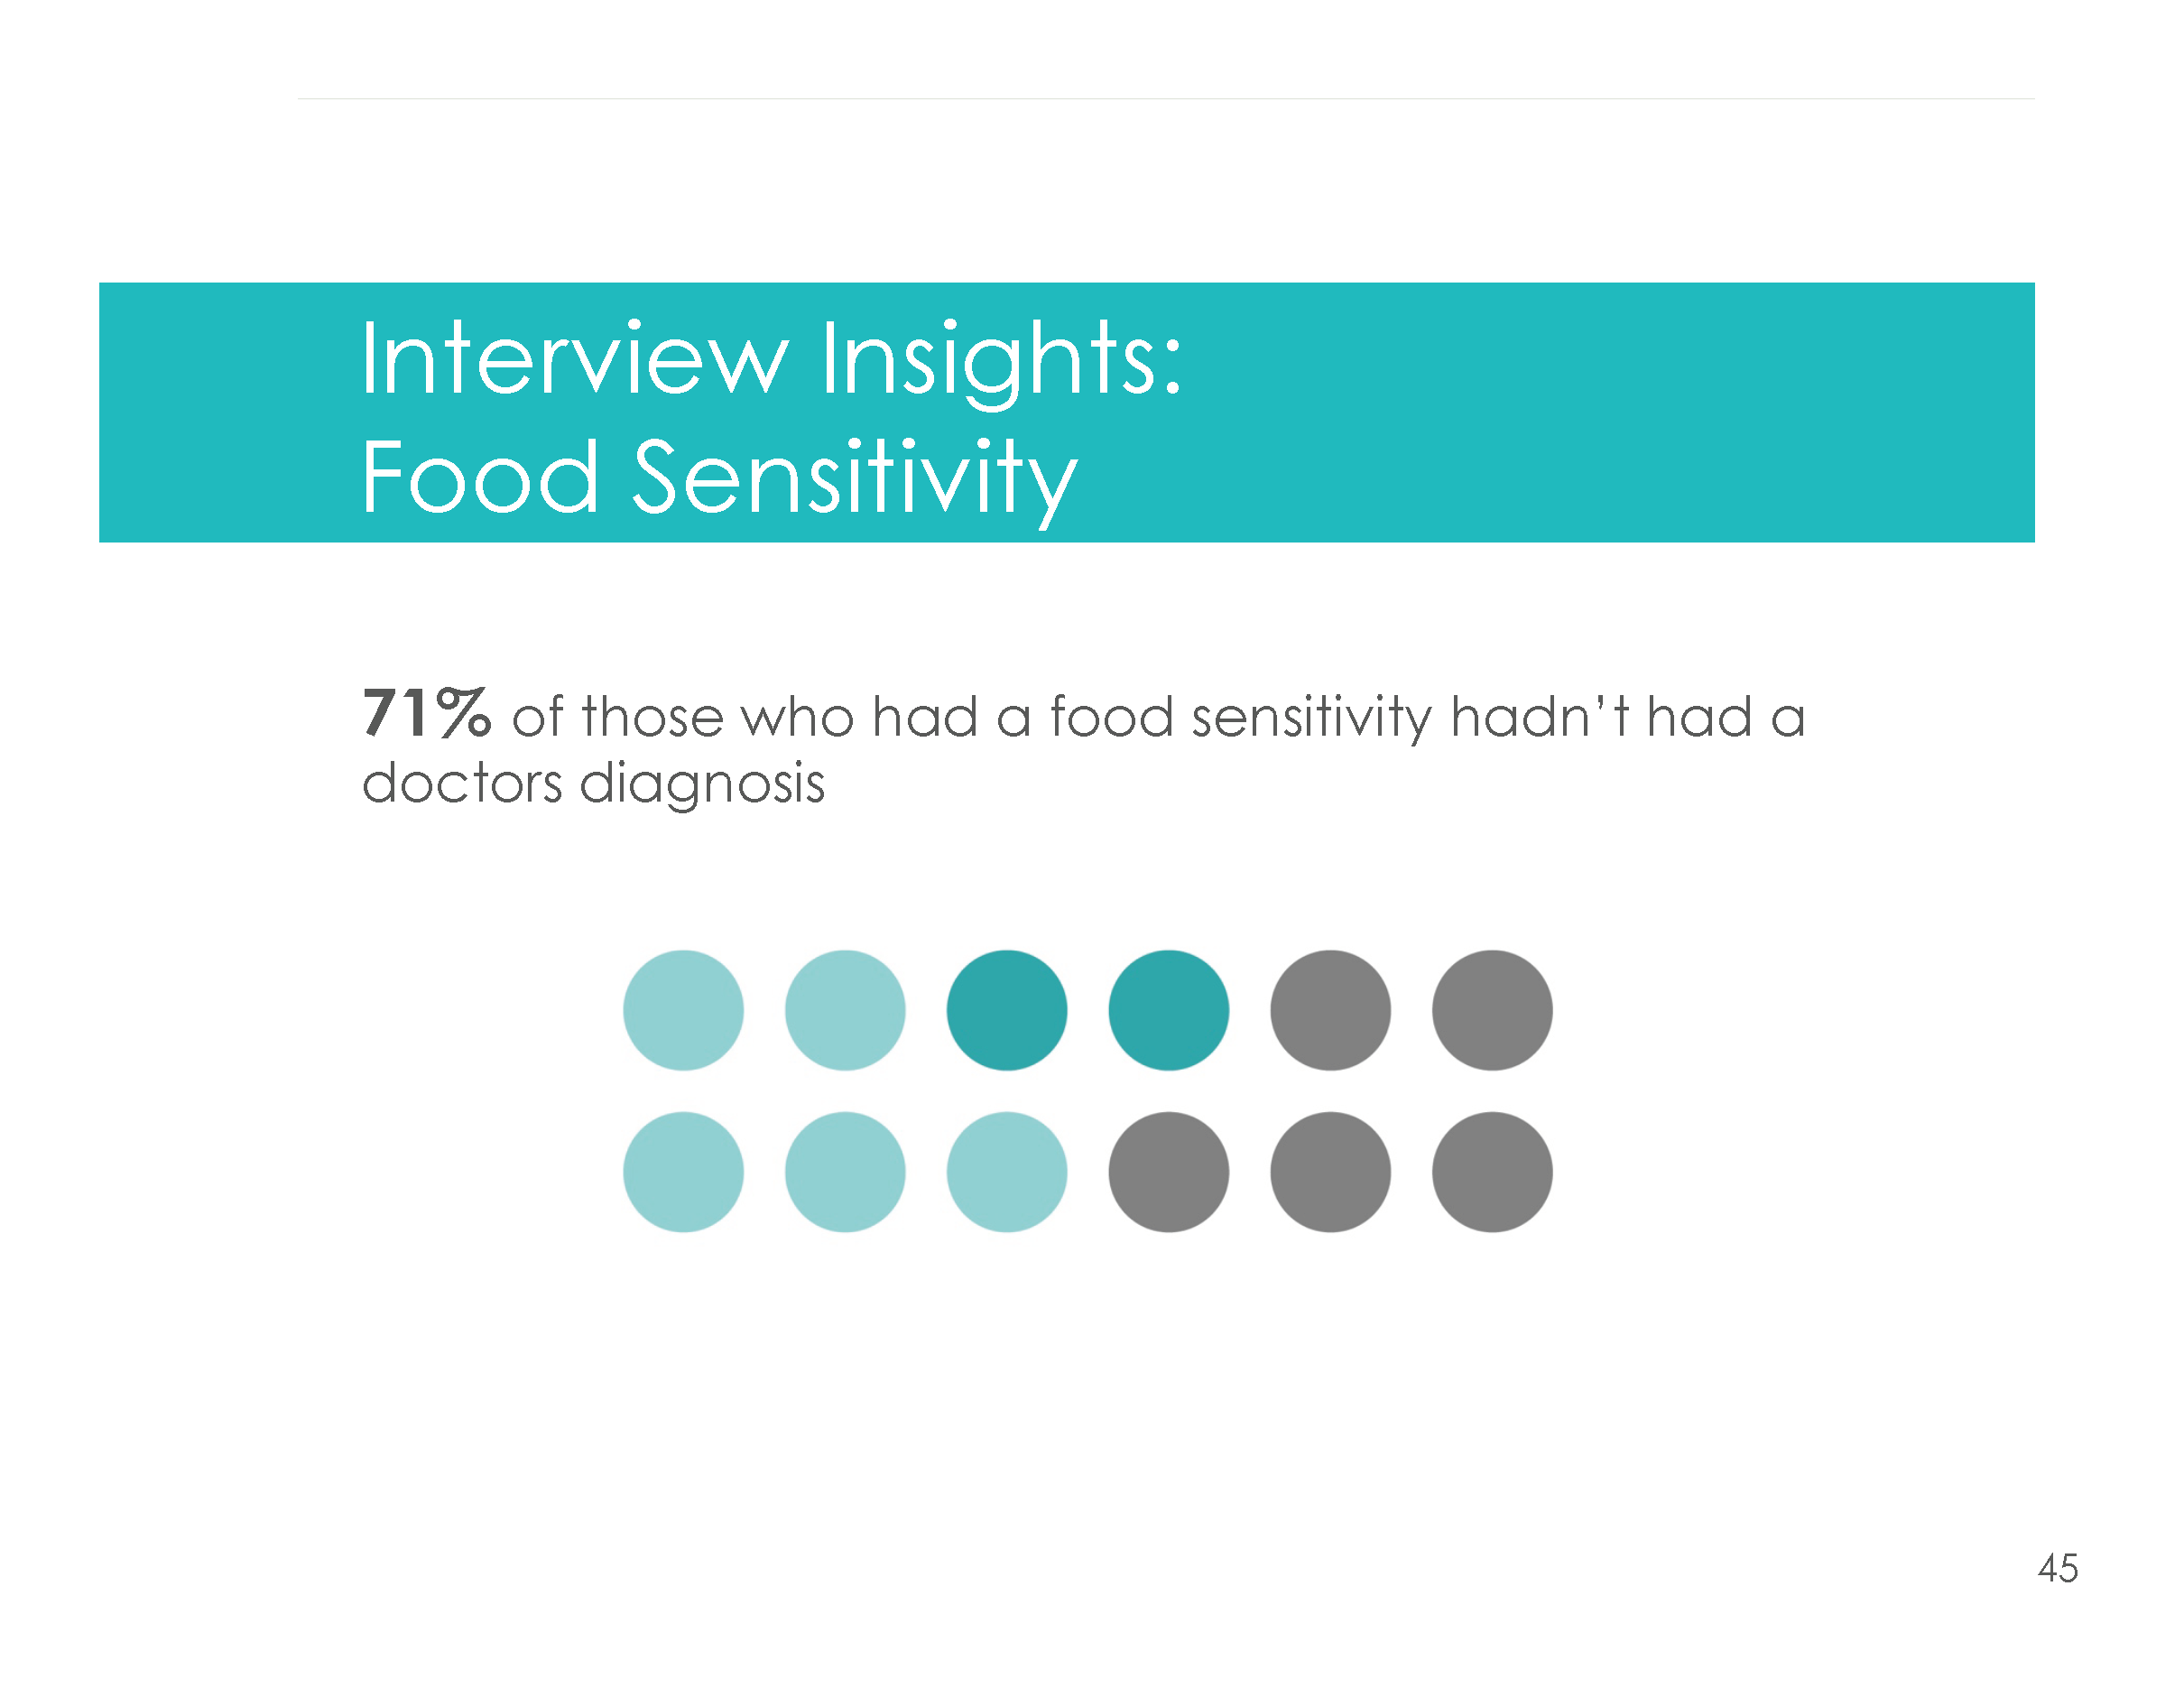 Interview Insights:
Food Sensitivity
71% of those who had a food sensitivity hadn't had a
doctors diagnosis
45